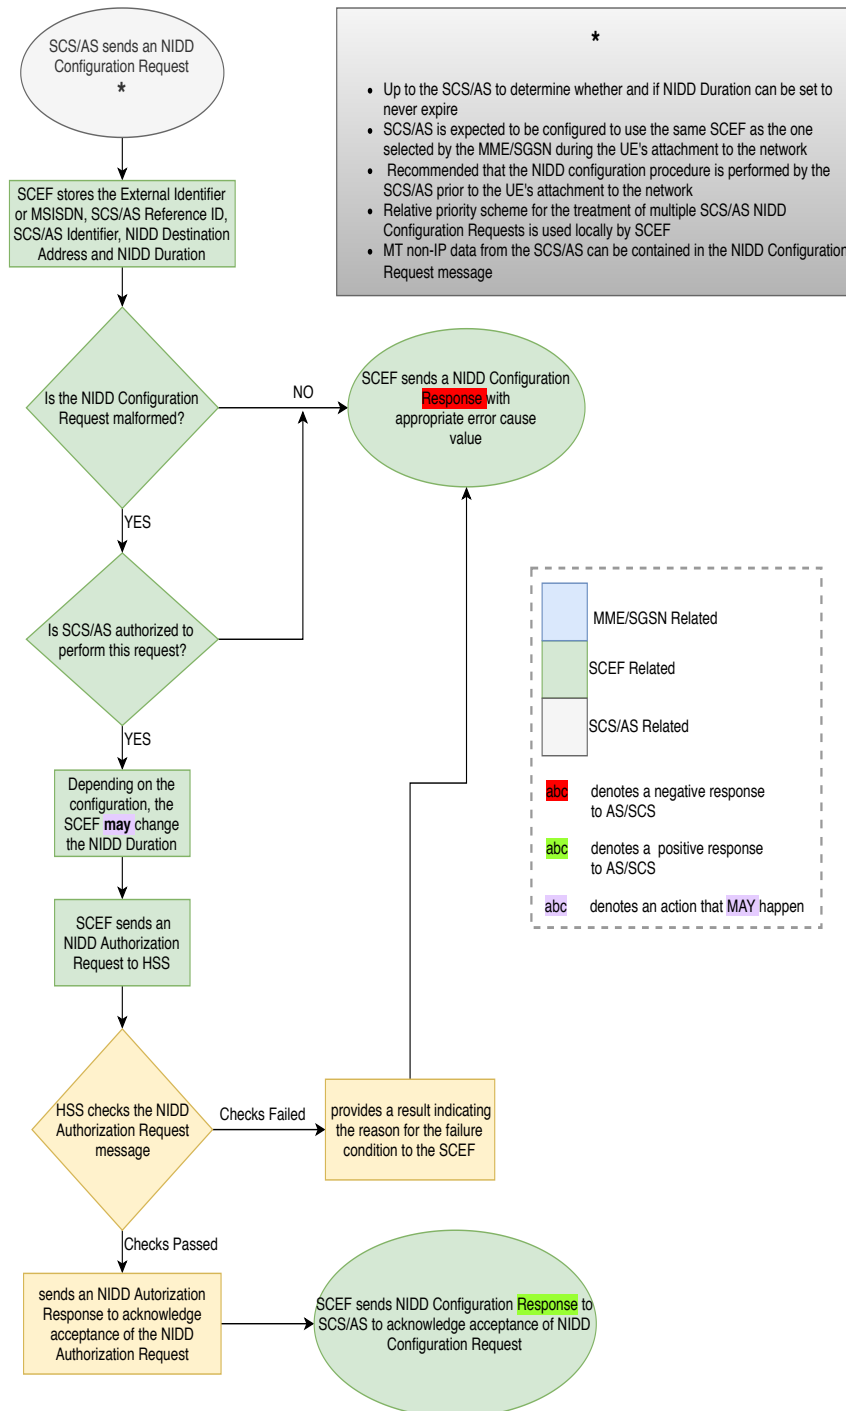 SCS/AS sends an NIDD
Configuration Request
*
*
• Up to the SCS/AS to determine whether and if NIDD Duration can be set to
never expire
• SCS/AS is expected to be configured to use the same SCEF as the one
selected by the MME/SGSN during the UE's attachment to the network
• Recommended that the NIDD configuration procedure is performed by the
SCS/AS prior to the UE's attachment to the network
• Relative priority scheme for the treatment of multiple SCS/AS NIDD
Configuration Requests is used locally by SCEF
• MT non-IP data from the SCS/AS can be contained in the NIDD Configuration
Request message
SCEF stores the External Identifier
or MSISDN, SCS/AS Reference ID,
SCS/AS Identifier, NIDD Destination
Address and NIDD Duration
Is the NIDD Configuration
Request malformed?
NO
SCEF sends a NIDD Configuration
Response with
appropriate error cause
value
YES
Is SCS/AS authorized to
perform this request?
YES
MME/SGSN Related
SCEF Related
SCS/AS Related
abc denotes a negative response
to AS/SCS
abc denotes a positive response
to AS/SCS
abc denotes an action that MAY happen
Depending on the
configuration, the
SCEF may change
the NIDD Duration
SCEF sends an
NIDD Authorization
Request to HSS
HSS checks the NIDD
Authorization Request
message
Checks Failed
provides a result indicating
the reason for the failure
condition to the SCEF
Checks Passed
sends an NIDD Autorization
Response to acknowledge
acceptance of the NIDD
Authorization Request
SCEF sends NIDD Configuration Response to
SCS/AS to acknowledge acceptance of NIDD
Configuration Request